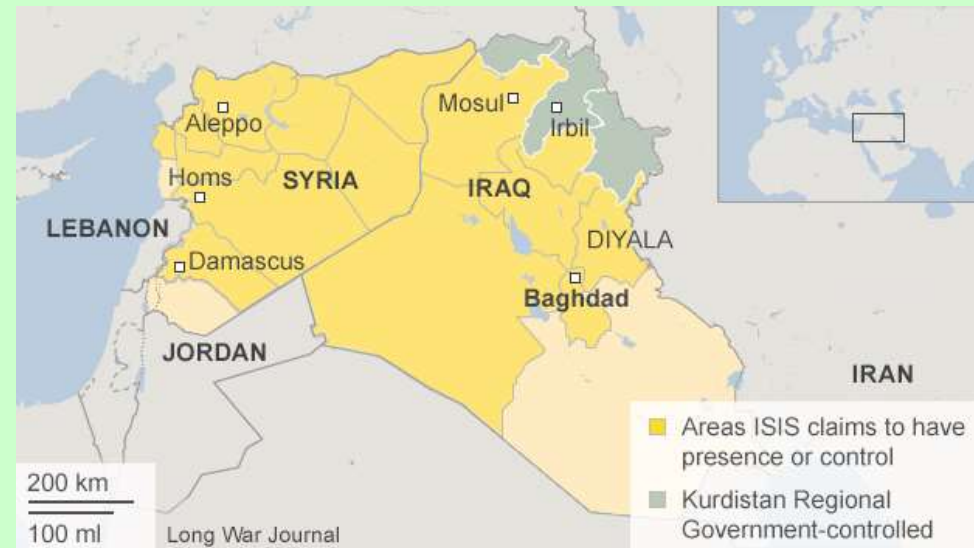 Mosul
Aleppo
Irbil
Homs
SYRIA
IRAQ
LEBANON
DIYALA
Damascus
Baghdad
JORDAN
IRAN
Areas ISIS claims to have
presence or control
Kurdistan Regional
Government-controlled
200 km
100 ml
Long War Journal